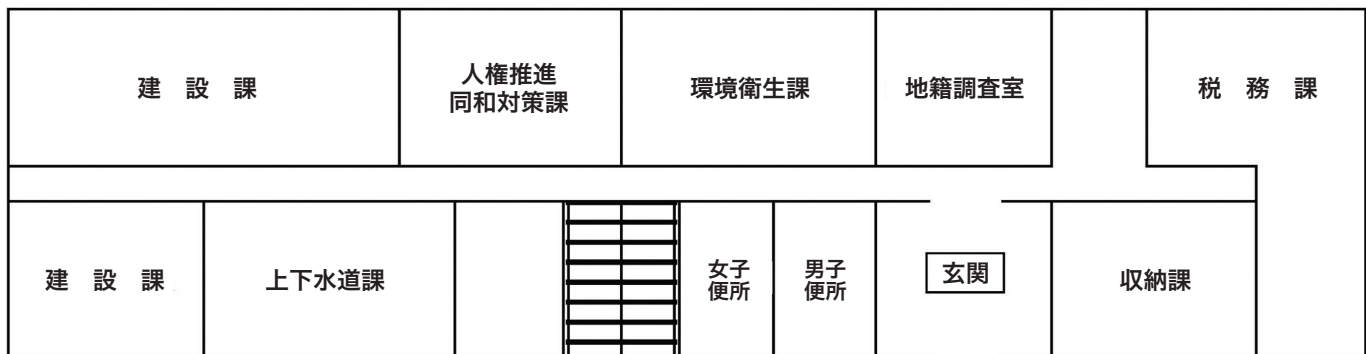 建設課
人権推進
同和対策課
環境衛生課
地籍調査室
税務課
建設課
上下水道課
女子
便所
男子
便所
玄関
収納課